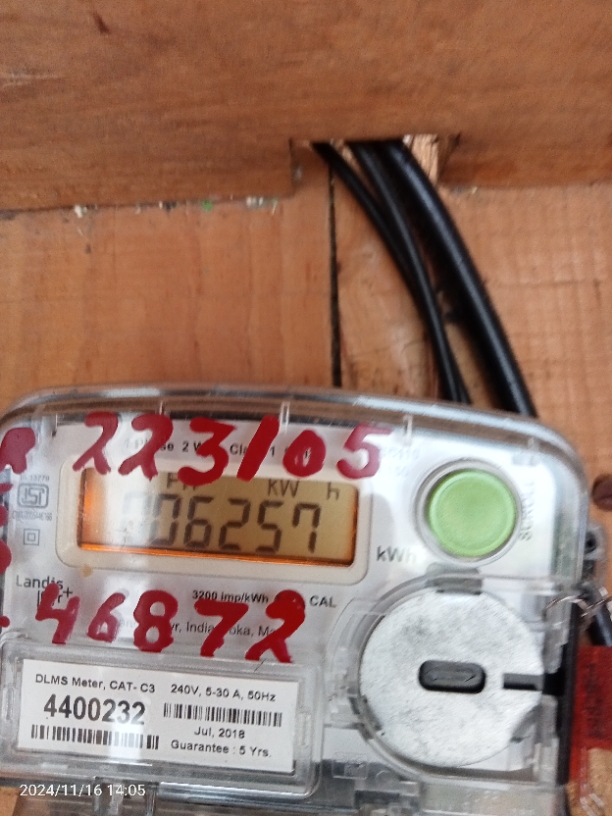 R 223105
kW h
06257
kWh
Landis
3200 imp/kWh CAL
46872
DLMS Meter, CAT- C3 240V, 5-30 A, 50Hz
4400232
Jul, 2018
Guarantee : 5 Yrs.
2024/11/16 14:05